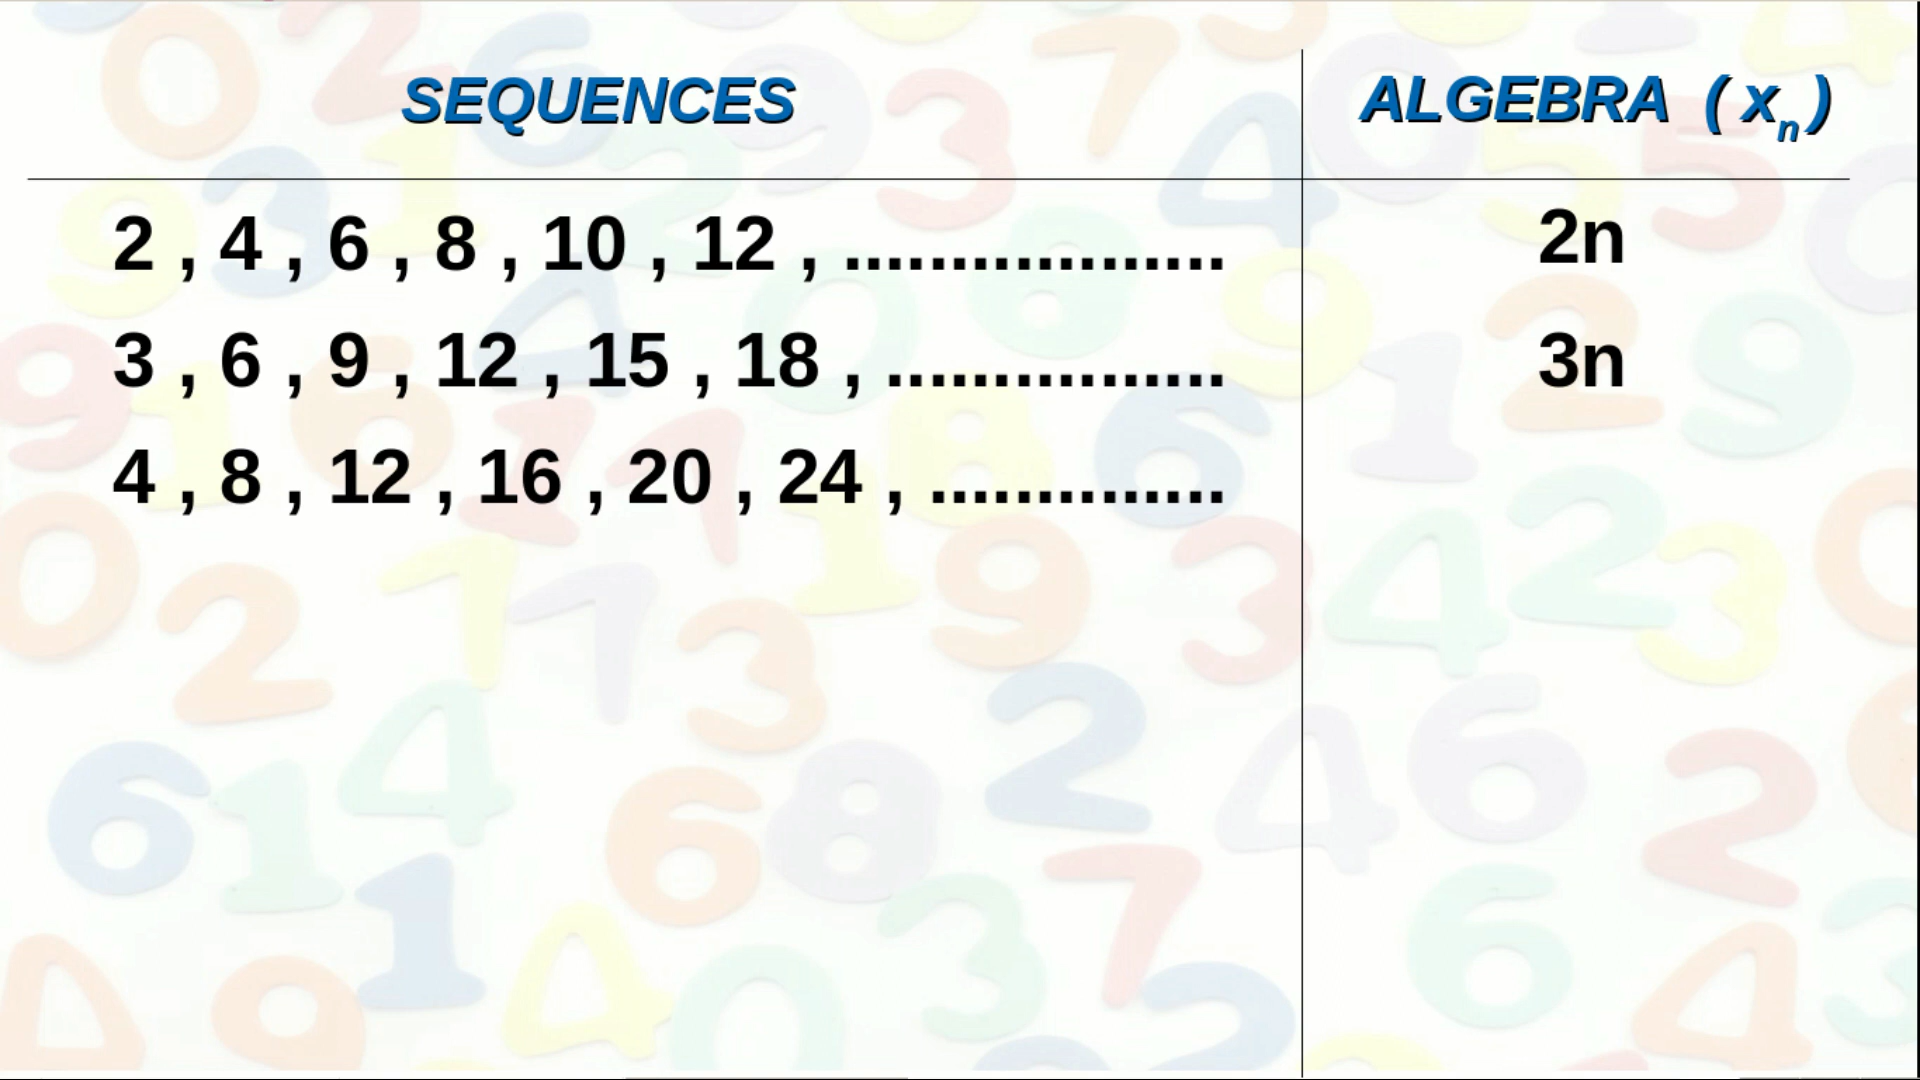 SEQUENCES ALGEBRA ( xn )
2 , 4 , 6 , 8 , 10 , 12 , .................. 2n
3 , 6 , 9 , 12 , 15 , 18 , ................ 3n
4 , 8 , 12 , 16 , 20 , 24 , ..............